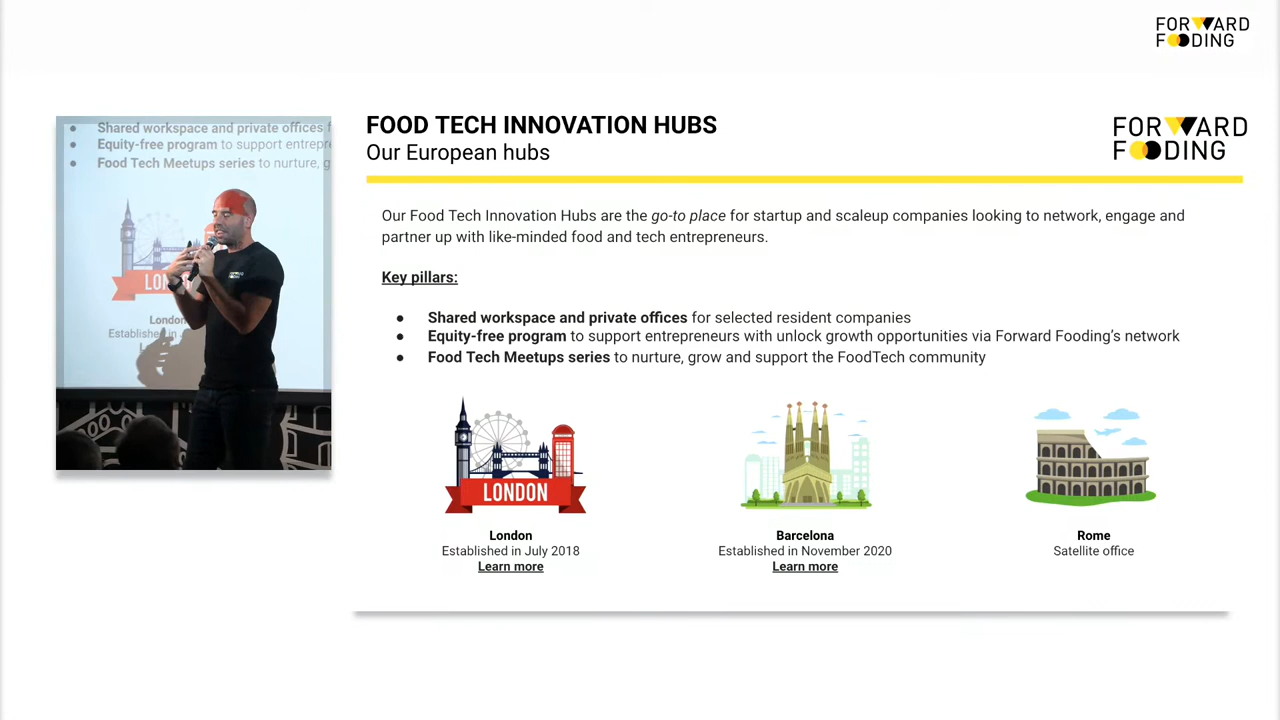 FORWARD
FOODING
Shared workspace and private offices
Equity-free program to support
Food Tech Meetups series to nurture,
LON
London
Established in
FORWARD
FOODING
FOOD TECH INNOVATION HUBS
Our European hubs
FORWARD
FOODING
Our Food Tech Innovation Hubs are the go-to place for startup and scaleup companies looking to network, engage and
partner up with like-minded food and tech entrepreneurs.
Key pillars:
● Shared workspace and private offices for selected resident companies
● Equity-free program to support entrepreneurs with unlock growth opportunities via Forward Fooding's network
● Food Tech Meetups series to nurture, grow and support the FoodTech community
LONDON
London
Established in July 2018
Learn more
Barcelona
Established in November 2020
Learn more
Rome
Satellite office